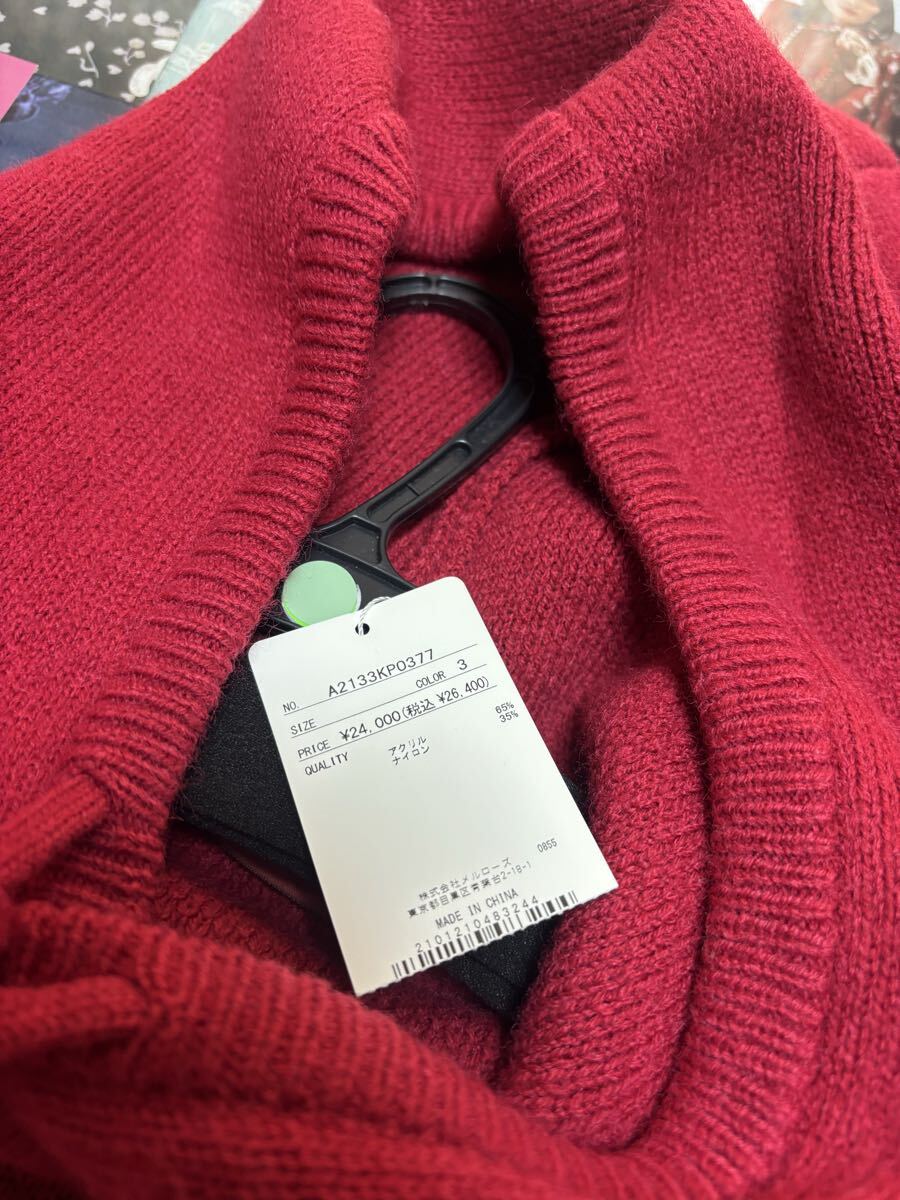 NO. A2133KP0377
SIZE COLOR 3
PRICE ¥24,000(税込 ¥26,400)
QUALITY アクリル 65%
ナイロン 35%
株式会社メルローズ 0855
東京都目黒区青葉台2-18-1
MADE IN CHINA
2101210483244